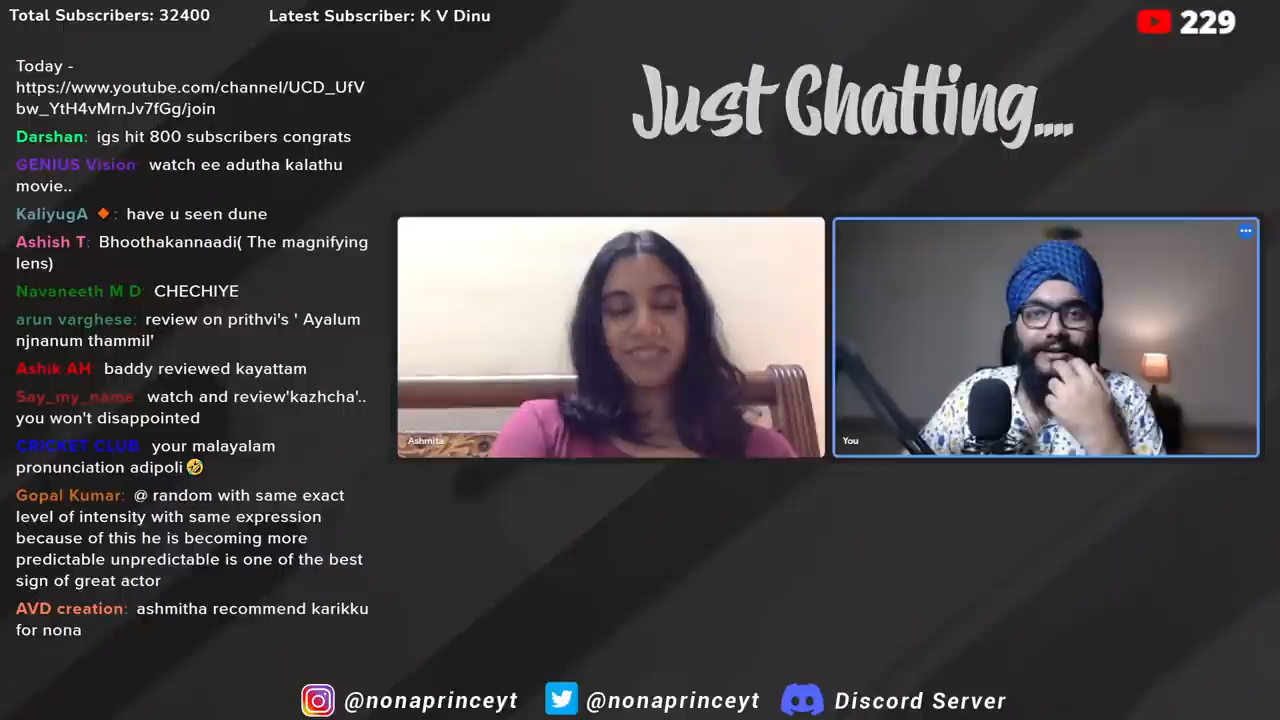 Total Subscribers: 32400
Latest Subscriber: K V Dinu
229
Today -
https://www.youtube.com/channel/UCD_UfV
bw_YtH4vMrnJv7fGg/join
Darshan: igs hit 800 subscribers congrats
GENIUS Vision: watch ee adutha kalathu
movie..
KaliyugA 🔸: have u seen dune
Ashish T: Bhoothakannaadi( The magnifying
lens)
Navaneeth M D: CHECHIYE
arun varghese: review on prithvi's ' Ayalum
njnanum thammil'
Ashik AH: baddy reviewed kayattam
Say_my_name: watch and review'kazhcha'..
you won't disappointed
CRICKET CLUB: your malayalam
pronunciation adipoli🤣
Gopal Kumar: @ random with same exact
level of intensity with same expression
because of this he is becoming more
predictable unpredictable is one of the best
sign of great actor
AVD creation: ashmitha recommend karikku
for nona
Just Chatting....
Ashmita
You
@nonaprinceyt
@nonaprinceyt
Discord Server